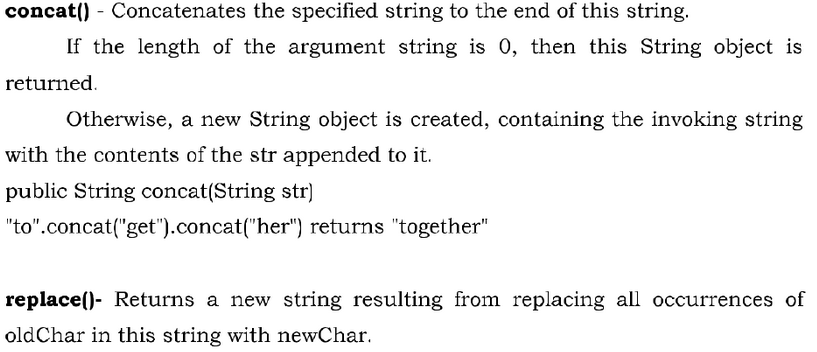 concat() - Concatenates the specified string to the end of this string.
If the length of the argument string is 0, then this String object is
returned.
Otherwise, a new String object is created, containing the invoking string
with the contents of the str appended to it.
public String concat(String str)
"to".concat("get").concat("her") returns "together"
replace()- Returns a new string resulting from replacing all occurrences of
oldChar in this string with newChar.